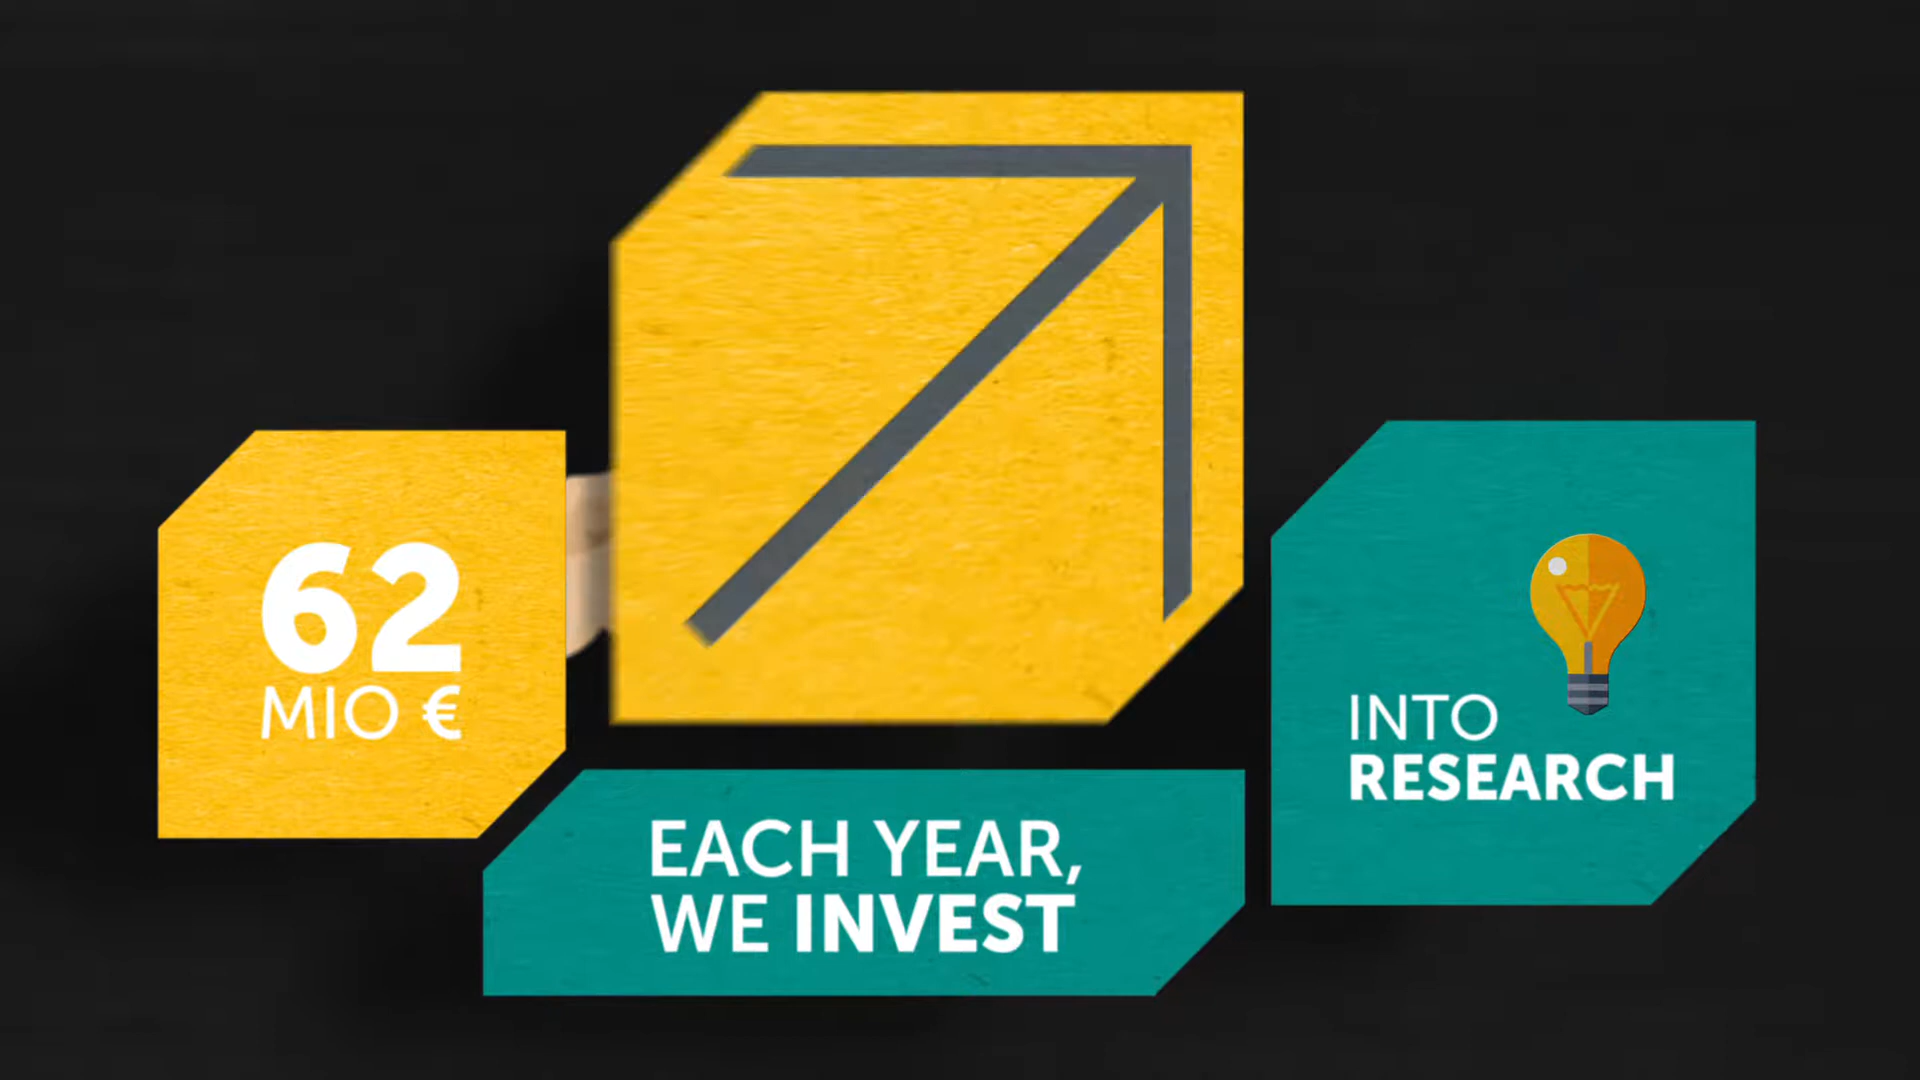 62
MIO €
EACH YEAR,
WE INVEST
INTO
RESEARCH